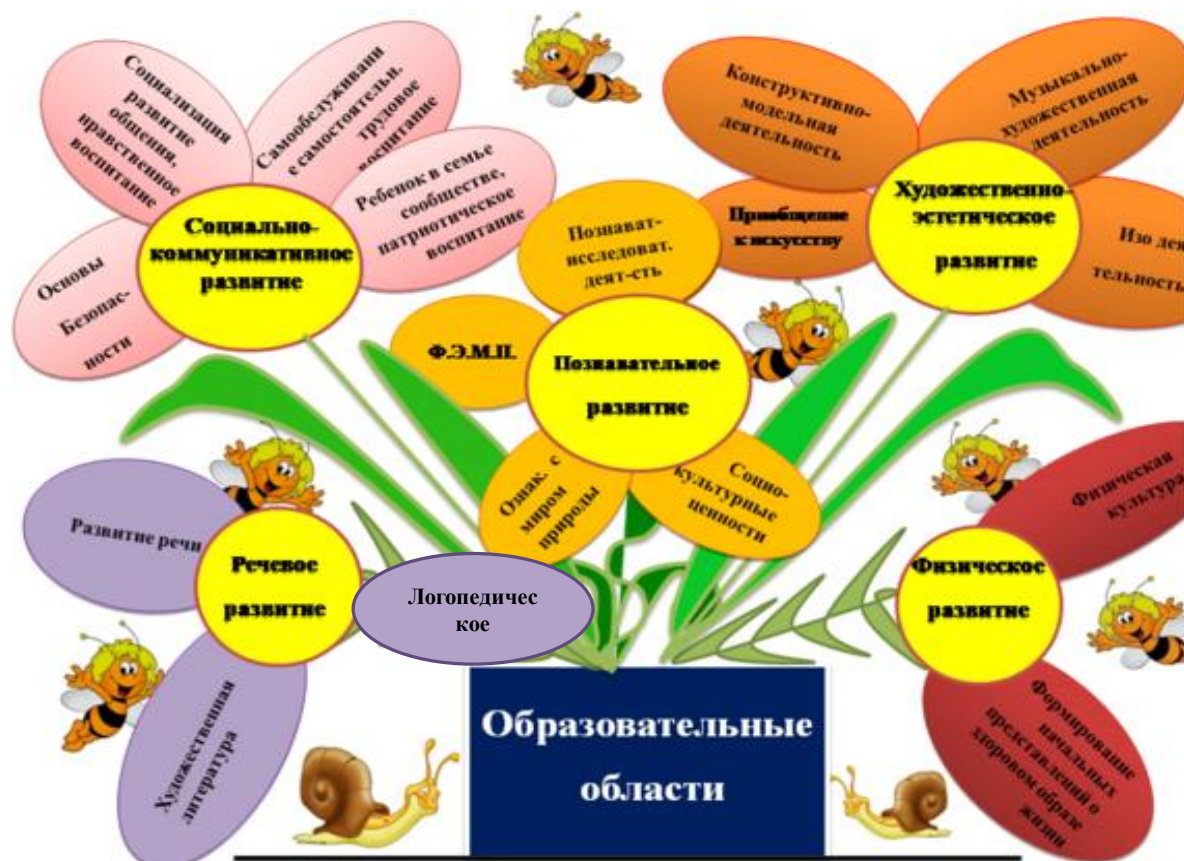 Социализация
развитие
общения,
нравственное
воспитание
Самообслуживани
е самостоятельн.
трудовое
воспитание
Ребенок в семье
сообществе,
патриотическое
воспитание
Основы
Безопас-
ности
Социально-
коммуникативное
развитие
Познават-
исследоват.
деят-сть
Ф.Э.М.П.
Познавательное
развитие
Ознак. с
миром
природы
Социо-
культурные
ценности
Конструктивно-
модельная
деятельность
Музыкально-
художественная
деятельность
Приобщение
к искусству
Художественно-
эстетическое
развитие
Изо дея
тельность
Развитие речи
Речевое
развитие
Логопедичес
кое
Художественная
литература
Физическая
культура
Физическое
развитие
Формирование
начальных
представлений о
здоровом образе
жизни
Образовательные
области